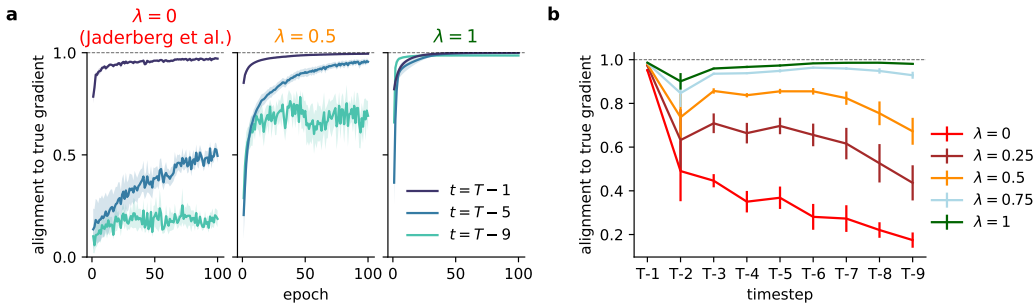 a
λ = 0
(Jaderberg et al.)
λ = 0.5
λ = 1
alignment to true gradient
1.0
0.5
0.0
0 50 100
0 50 100
0 50 100
epoch
t = T − 1
t = T − 5
t = T − 9
b
alignment to true gradient
1.0
0.8
0.6
0.4
0.2
T-1 T-2 T-3 T-4 T-5 T-6 T-7 T-8 T-9
timestep
λ = 0
λ = 0.25
λ = 0.5
λ = 0.75
λ = 1